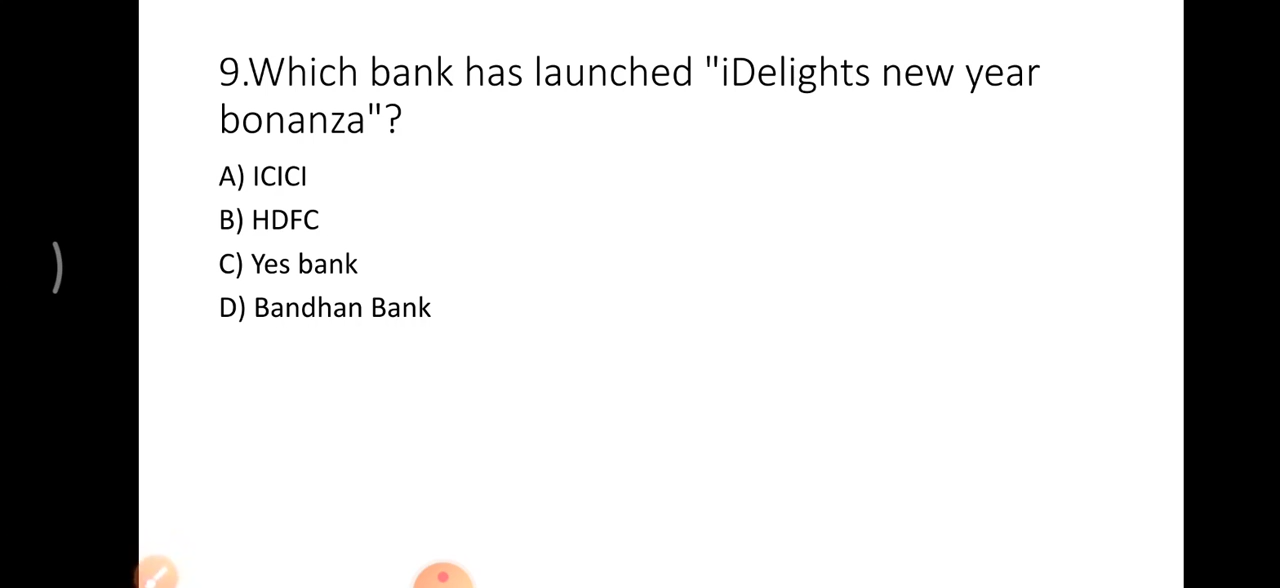 9.Which bank has launched "iDelights new year
bonanza"?
A) ICICI
B) HDFC
C) Yes bank
D) Bandhan Bank